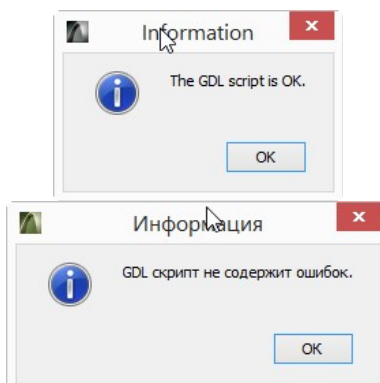 Information
The GDL script is OK.
OK
Информация
GDL скрипт не содержит ошибок.
OK